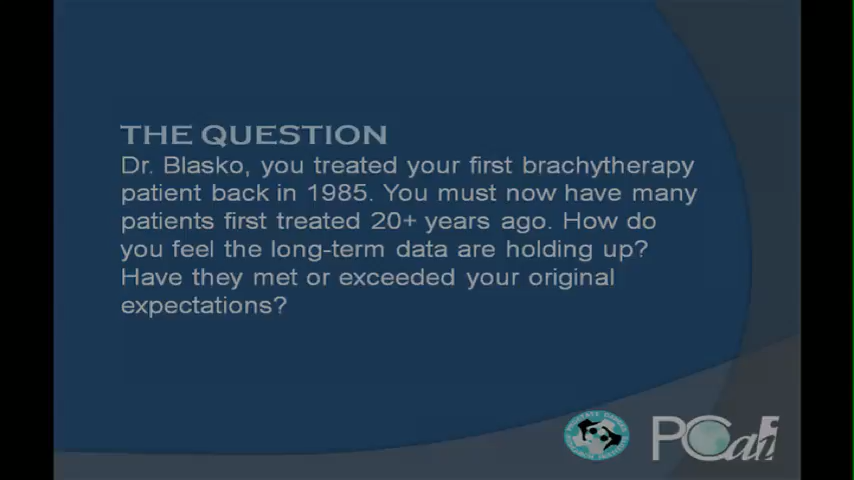 THE QUESTION
Dr. Blasko, you treated your first brachytherapy
patient back in 1985. You must now have many
patients first treated 20+ years ago. How do
you feel the long-term data are holding up?
Have they met or exceeded your original
expectations?